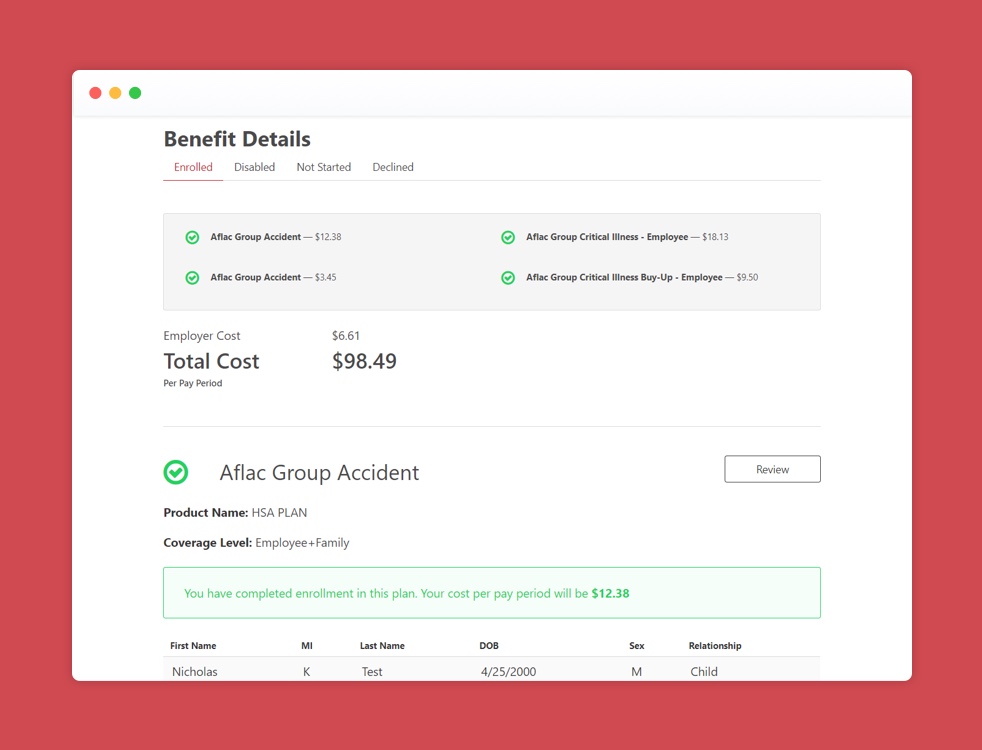 Benefit Details
Enrolled Disabled Not Started Declined
Aflac Group Accident — $12.38 Aflac Group Critical Illness - Employee — $18.13
Aflac Group Accident — $3.45 Aflac Group Critical Illness Buy-Up - Employee — $9.50
Employer Cost $6.61
Total Cost $98.49
Per Pay Period
Aflac Group Accident Review
Product Name: HSA PLAN
Coverage Level: Employee+Family
You have completed enrollment in this plan. Your cost per pay period will be $12.38
First Name MI Last Name DOB Sex Relationship
Nicholas K Test 4/25/2000 M Child